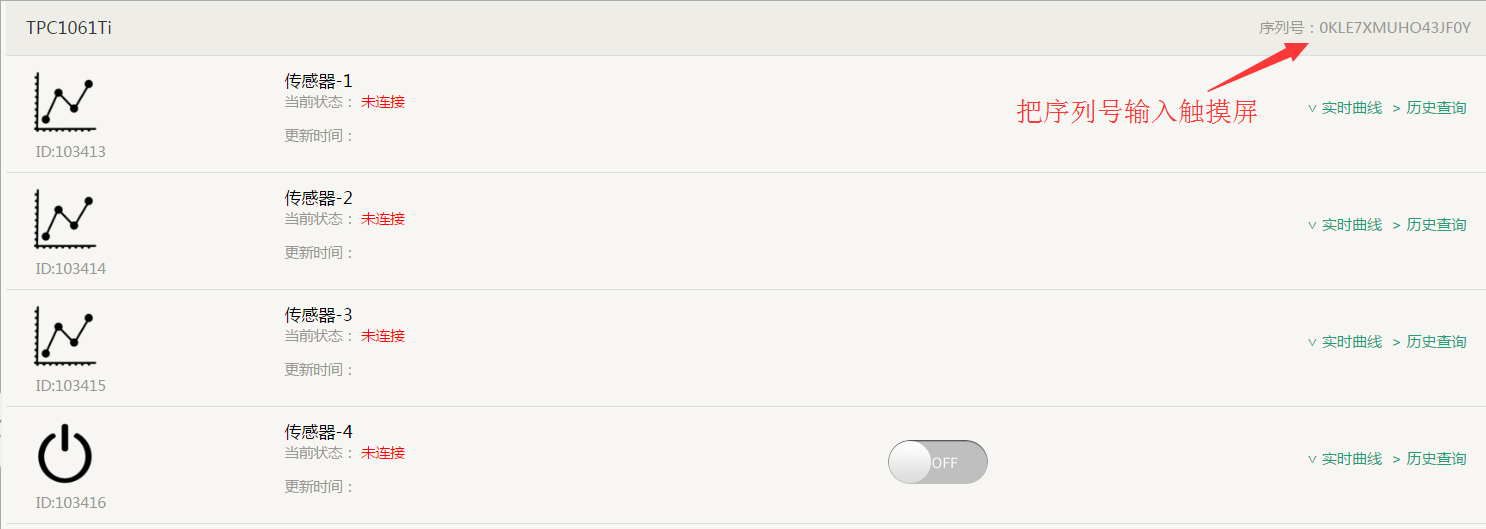 TPC1061Ti
序列号：0KLE7XMUHO43JF0Y
把序列号输入触摸屏
传感器-1
当前状态： 未连接
更新时间：
ID:103413
∨ 实时曲线 > 历史查询
传感器-2
当前状态： 未连接
更新时间：
ID:103414
∨ 实时曲线 > 历史查询
传感器-3
当前状态： 未连接
更新时间：
ID:103415
∨ 实时曲线 > 历史查询
传感器-4
当前状态： 未连接
更新时间：
ID:103416
OFF
∨ 实时曲线 > 历史查询